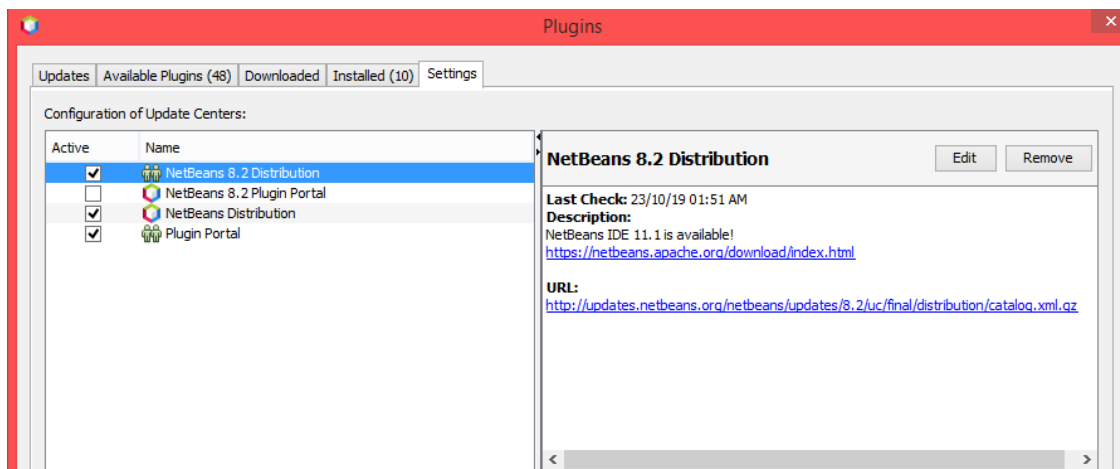 Plugins
Updates Available Plugins (48) Downloaded Installed (10) Settings
Configuration of Update Centers:
Active Name
NetBeans 8.2 Distribution
NetBeans 8.2 Plugin Portal
NetBeans Distribution
Plugin Portal
NetBeans 8.2 Distribution Edit Remove
Last Check: 23/10/19 01:51 AM
Description:
NetBeans IDE 11.1 is available!
https://netbeans.apache.org/download/index.html
URL:
http://updates.netbeans.org/netbeans/updates/8.2/uc/final/distribution/catalog.xml.gz